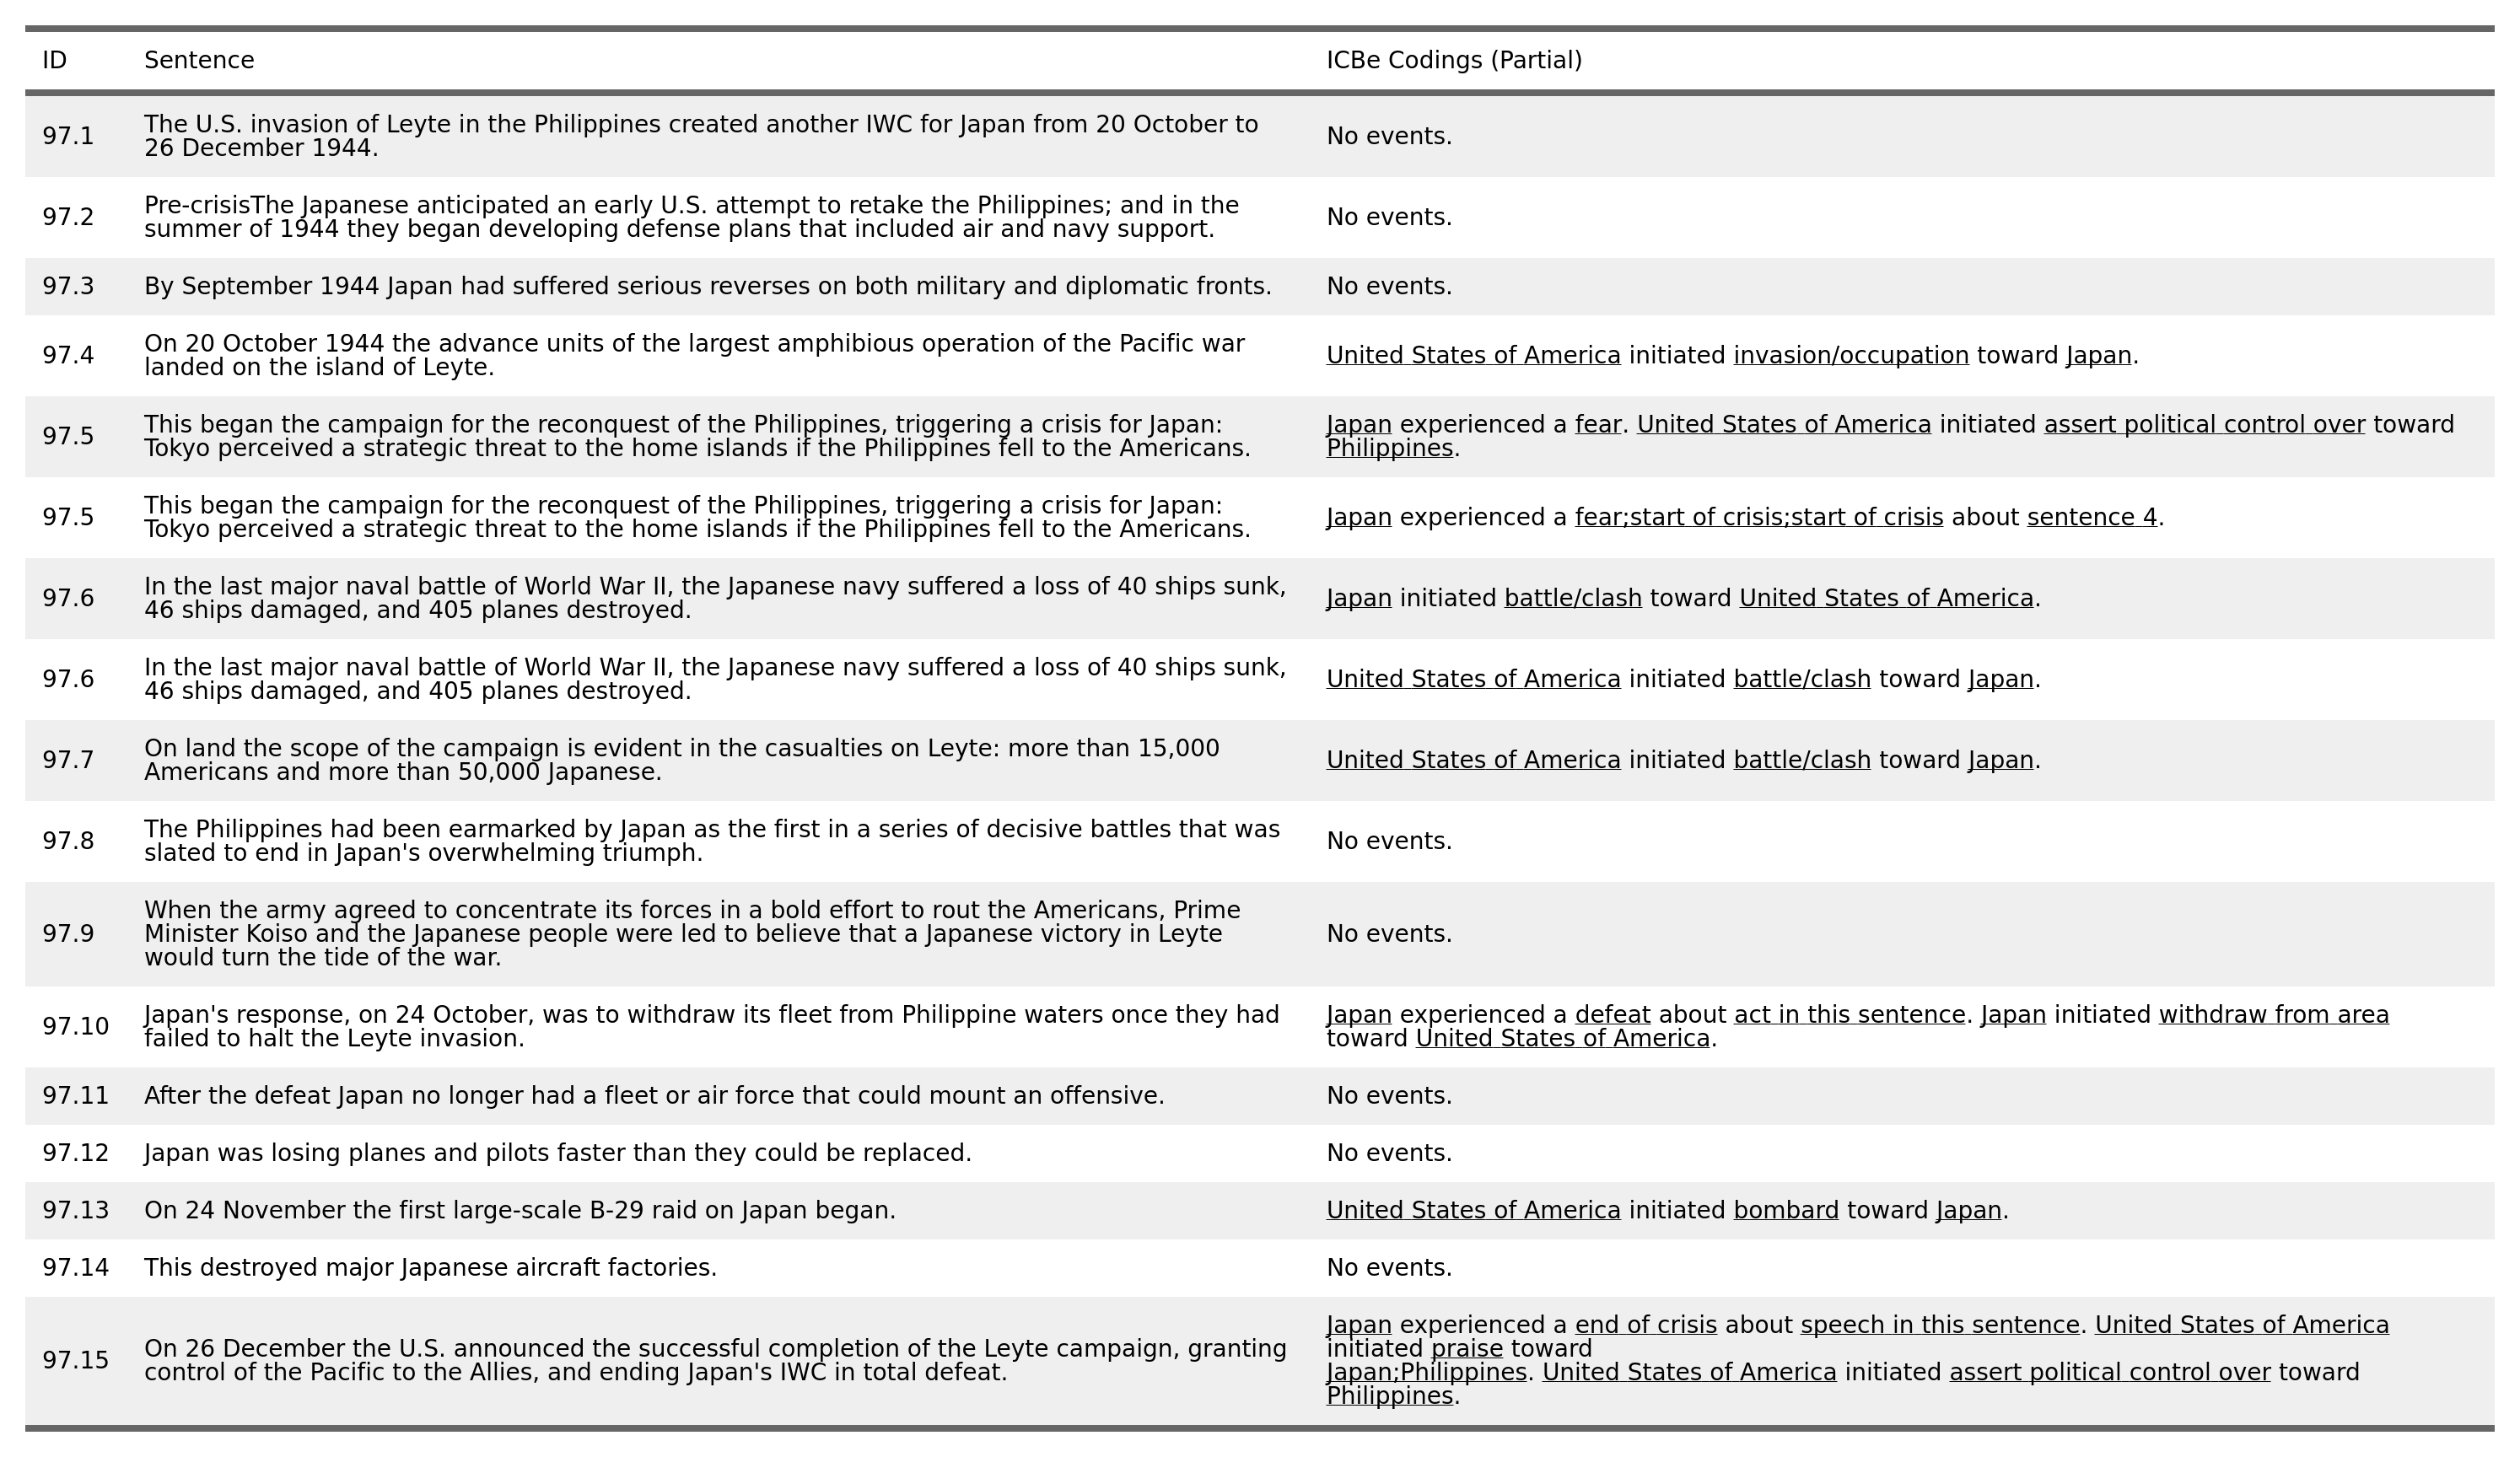 ID Sentence ICBe Codings (Partial)
97.1 The U.S. invasion of Leyte in the Philippines created another IWC for Japan from 20 October to
26 December 1944.
No events.
97.2 Pre-crisisThe Japanese anticipated an early U.S. attempt to retake the Philippines; and in the
summer of 1944 they began developing defense plans that included air and navy support.
No events.
97.3 By September 1944 Japan had suffered serious reverses on both military and diplomatic fronts. No events.
97.4 On 20 October 1944 the advance units of the largest amphibious operation of the Pacific war
landed on the island of Leyte.
United States of America initiated invasion/occupation toward Japan.
97.5 This began the campaign for the reconquest of the Philippines, triggering a crisis for Japan:
Tokyo perceived a strategic threat to the home islands if the Philippines fell to the Americans.
Japan experienced a fear. United States of America initiated assert political control over toward
Philippines.
97.5 This began the campaign for the reconquest of the Philippines, triggering a crisis for Japan:
Tokyo perceived a strategic threat to the home islands if the Philippines fell to the Americans.
Japan experienced a fear;start of crisis;start of crisis about sentence 4.
97.6 In the last major naval battle of World War II, the Japanese navy suffered a loss of 40 ships sunk,
46 ships damaged, and 405 planes destroyed.
Japan initiated battle/clash toward United States of America.
97.6 In the last major naval battle of World War II, the Japanese navy suffered a loss of 40 ships sunk,
46 ships damaged, and 405 planes destroyed.
United States of America initiated battle/clash toward Japan.
97.7 On land the scope of the campaign is evident in the casualties on Leyte: more than 15,000
Americans and more than 50,000 Japanese.
United States of America initiated battle/clash toward Japan.
97.8 The Philippines had been earmarked by Japan as the first in a series of decisive battles that was
slated to end in Japan's overwhelming triumph.
No events.
97.9 When the army agreed to concentrate its forces in a bold effort to rout the Americans, Prime
Minister Koiso and the Japanese people were led to believe that a Japanese victory in Leyte
would turn the tide of the war.
No events.
97.10 Japan's response, on 24 October, was to withdraw its fleet from Philippine waters once they had
failed to halt the Leyte invasion.
Japan experienced a defeat about act in this sentence. Japan initiated withdraw from area
toward United States of America.
97.11 After the defeat Japan no longer had a fleet or air force that could mount an offensive. No events.
97.12 Japan was losing planes and pilots faster than they could be replaced. No events.
97.13 On 24 November the first large-scale B-29 raid on Japan began. United States of America initiated bombard toward Japan.
97.14 This destroyed major Japanese aircraft factories. No events.
97.15 On 26 December the U.S. announced the successful completion of the Leyte campaign, granting
control of the Pacific to the Allies, and ending Japan's IWC in total defeat.
Japan experienced a end of crisis about speech in this sentence. United States of America
initiated praise toward
Japan;Philippines. United States of America initiated assert political control over toward
Philippines.